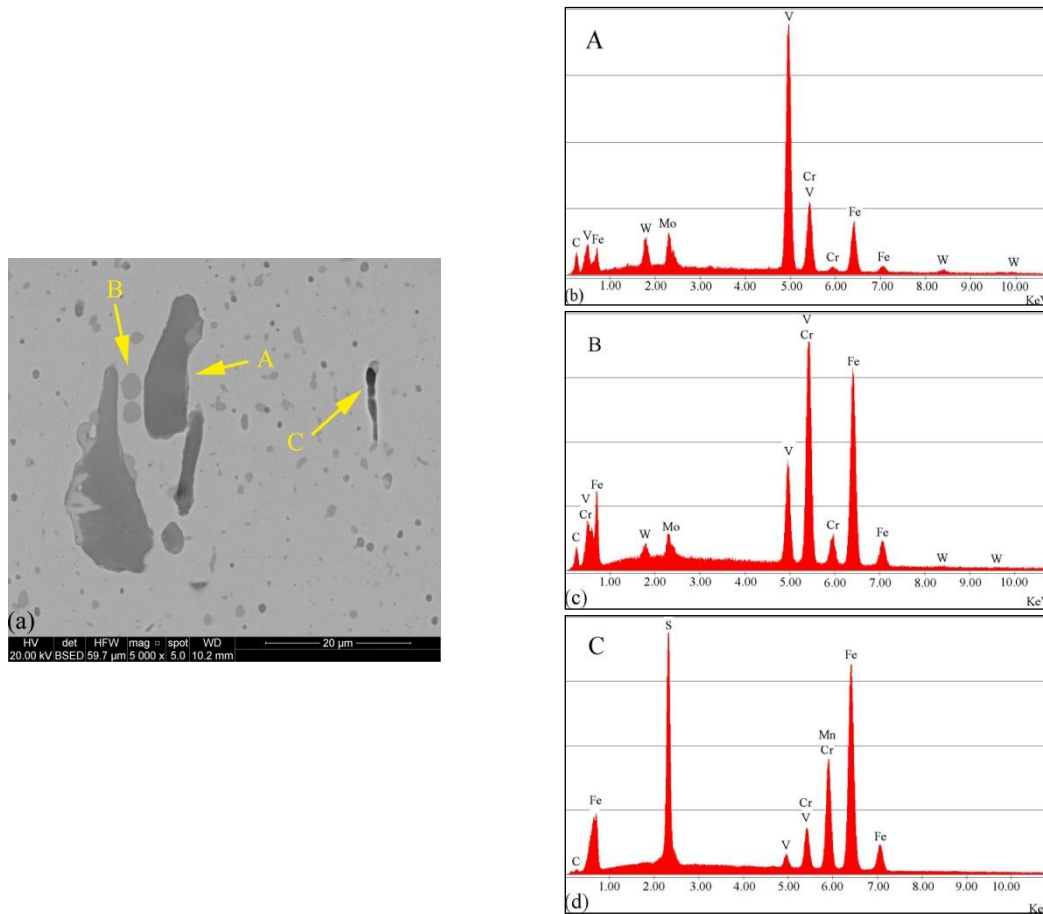 B
A
C
(a)
HV det HFW mag □ spot WD
20.00 kV BSED 59.7 µm 5 000 x 5.0 10.2 mm
20 µm
A
V
Cr
V
Fe
C
V
Fe
W
Mo
Cr
Fe
W
W
1.00 2.00 3.00 4.00 5.00 6.00 7.00 8.00 9.00 10.00
(b)
KeV
B
V
Cr
Fe
V
Fe
V
Cr
C
W
Mo
Cr
Fe
W
W
1.00 2.00 3.00 4.00 5.00 6.00 7.00 8.00 9.00 10.00
(c)
KeV
C
S
Fe
Mn
Cr
Fe
Cr
V
V
Fe
C
1.00 2.00 3.00 4.00 5.00 6.00 7.00 8.00 9.00 10.00
(d)
KeV